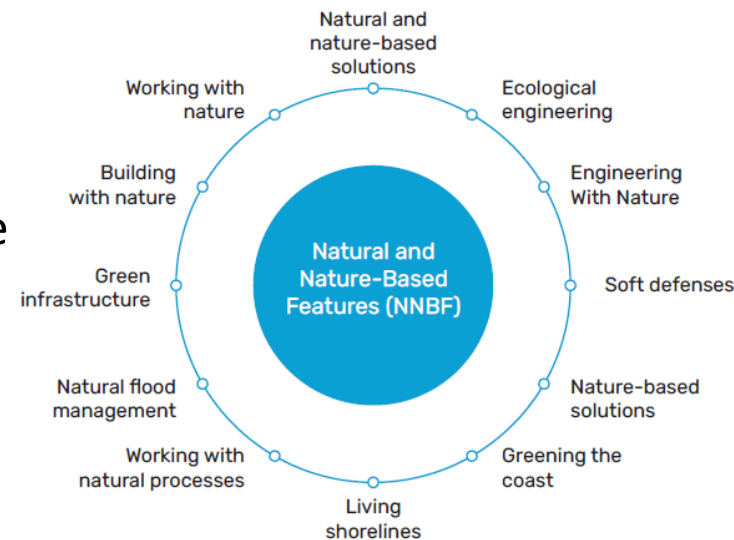 Natural and
nature-based
solutions
Working with
nature
Ecological
engineering
Building
with nature
Engineering
With Nature
e
Natural and
Nature-Based
Features (NNBF)
Green
infrastructure
Soft defenses
Natural flood
management
Nature-based
solutions
Working with
natural processes
Greening the
coast
Living
shorelines